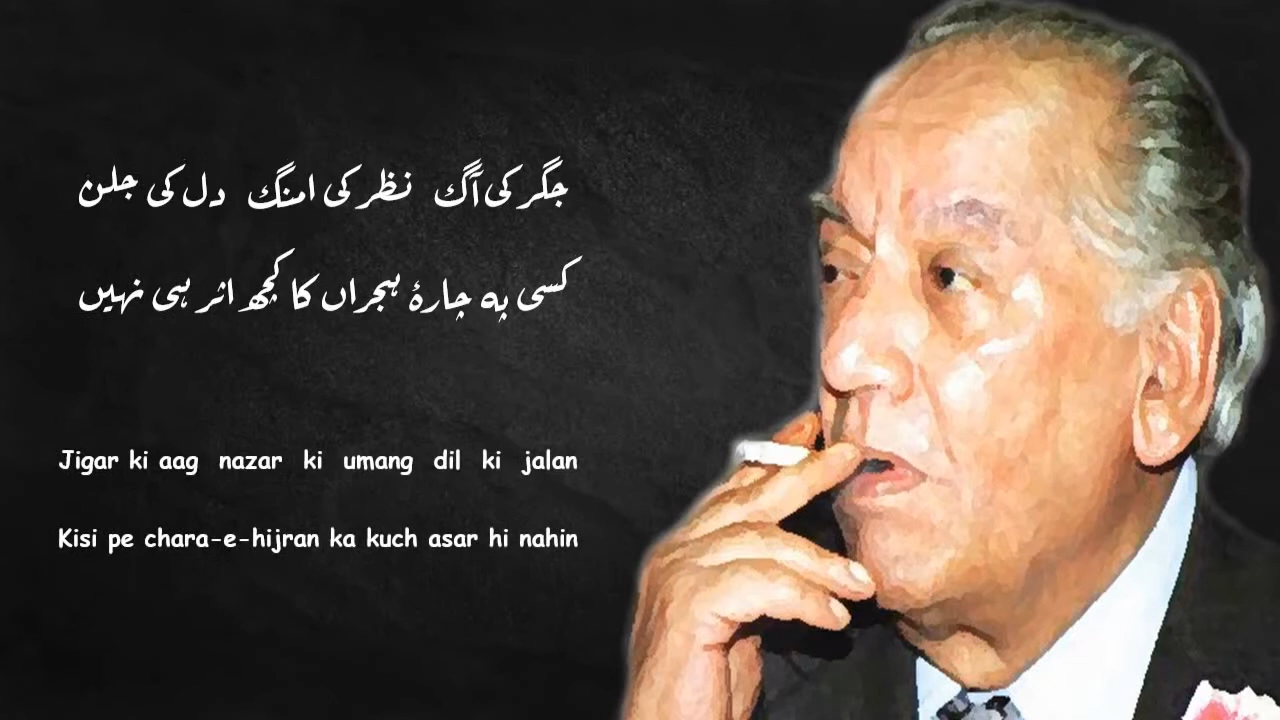 جگر کی آگ نظر کی امنگ دل کی جلن
کسی پہ چارۂ ہجراں کا کچھ اثر ہی نہیں
Jigar ki aag nazar ki umang dil ki jalan
Kisi pe chara-e-hijran ka kuch asar hi nahin